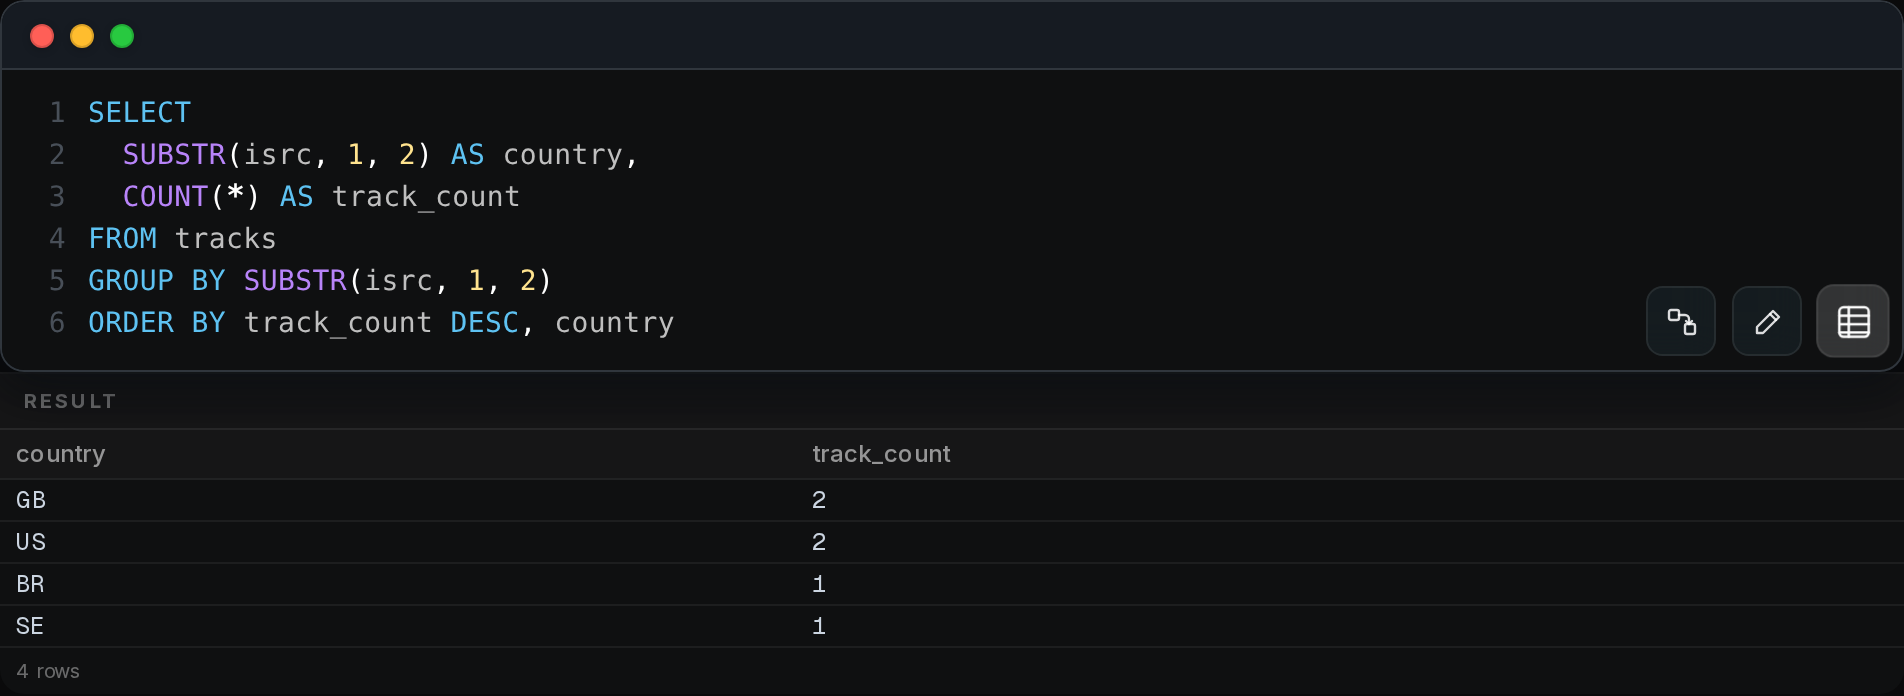 1 SELECT
2   SUBSTR(isrc, 1, 2) AS country,
3   COUNT(*) AS track_count
4 FROM tracks
5 GROUP BY SUBSTR(isrc, 1, 2)
6 ORDER BY track_count DESC, country
RESULT
country track_count
GB 2
US 2
BR 1
SE 1
4 rows